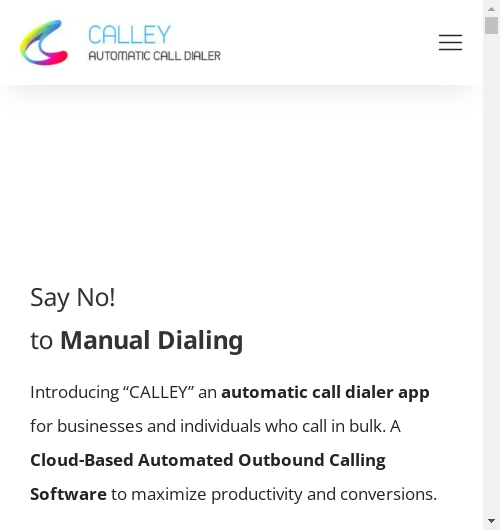 CALLEY
AUTOMATIC CALL DIALER
Say No!
to Manual Dialing
Introducing “CALLEY” an automatic call dialer app
for businesses and individuals who call in bulk. A
Cloud-Based Automated Outbound Calling
Software to maximize productivity and conversions.